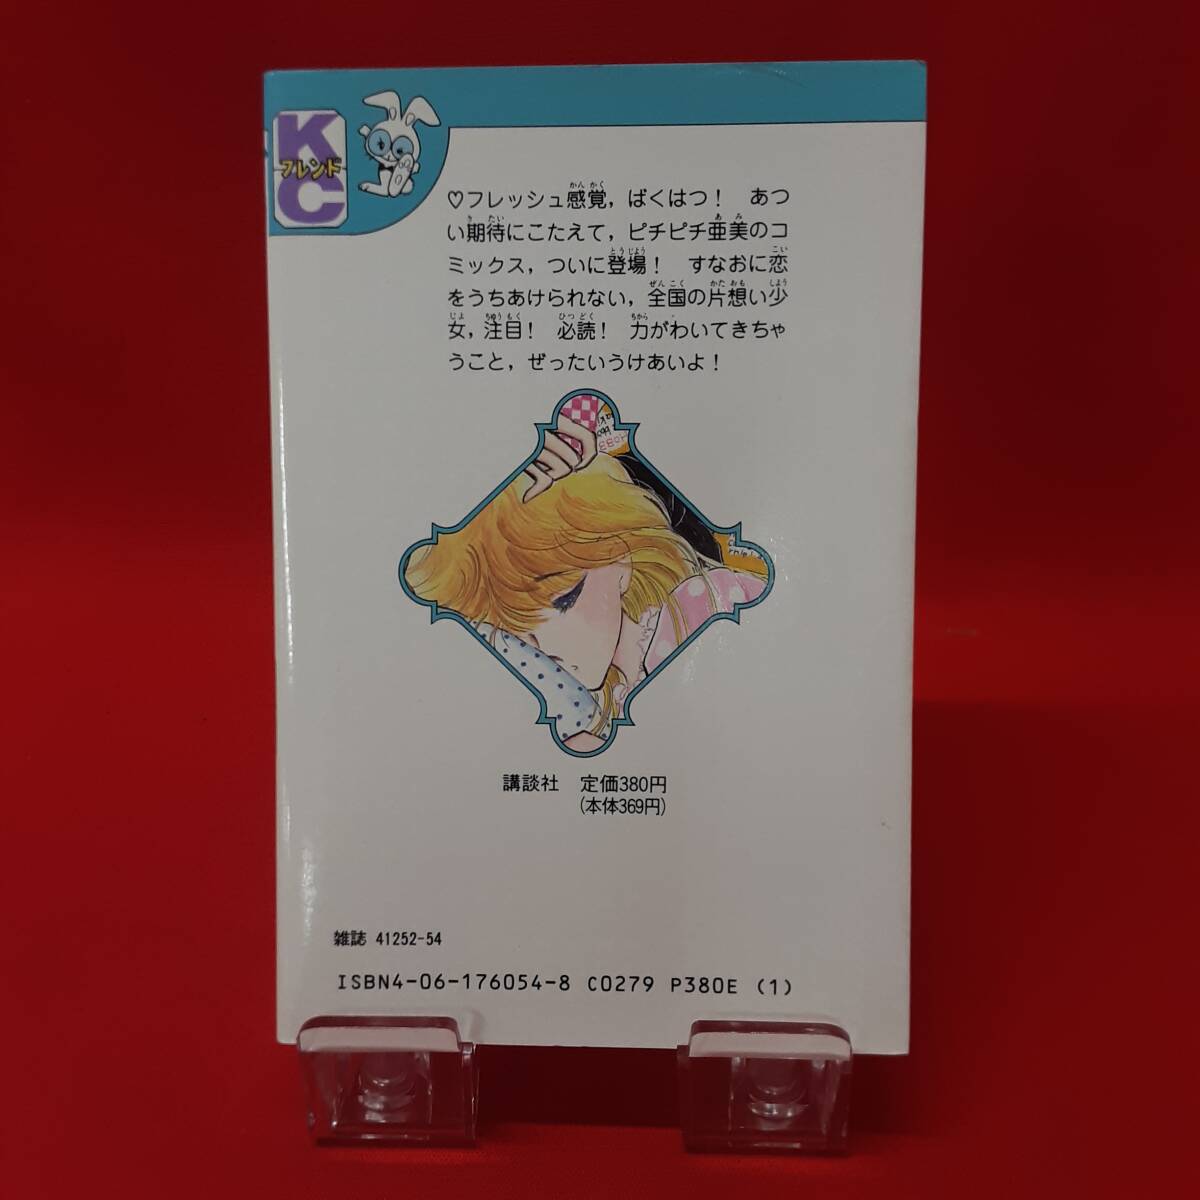 K
フレンド
C
♡フレッシュ感覚，ばくはつ！　あつ
い期待にこたえて，ピチピチ亜美のコ
ミックス，ついに登場！　すなおに恋
をうちあけられない，全国の片想い少
女，注目！　必読！　力がわいてきちゃ
うこと，ぜったいうけあいよ！
講談社　定価380円
(本体369円)
雑誌 41252-54
ISBN4-06-176054-8 C0279 P380E (1)